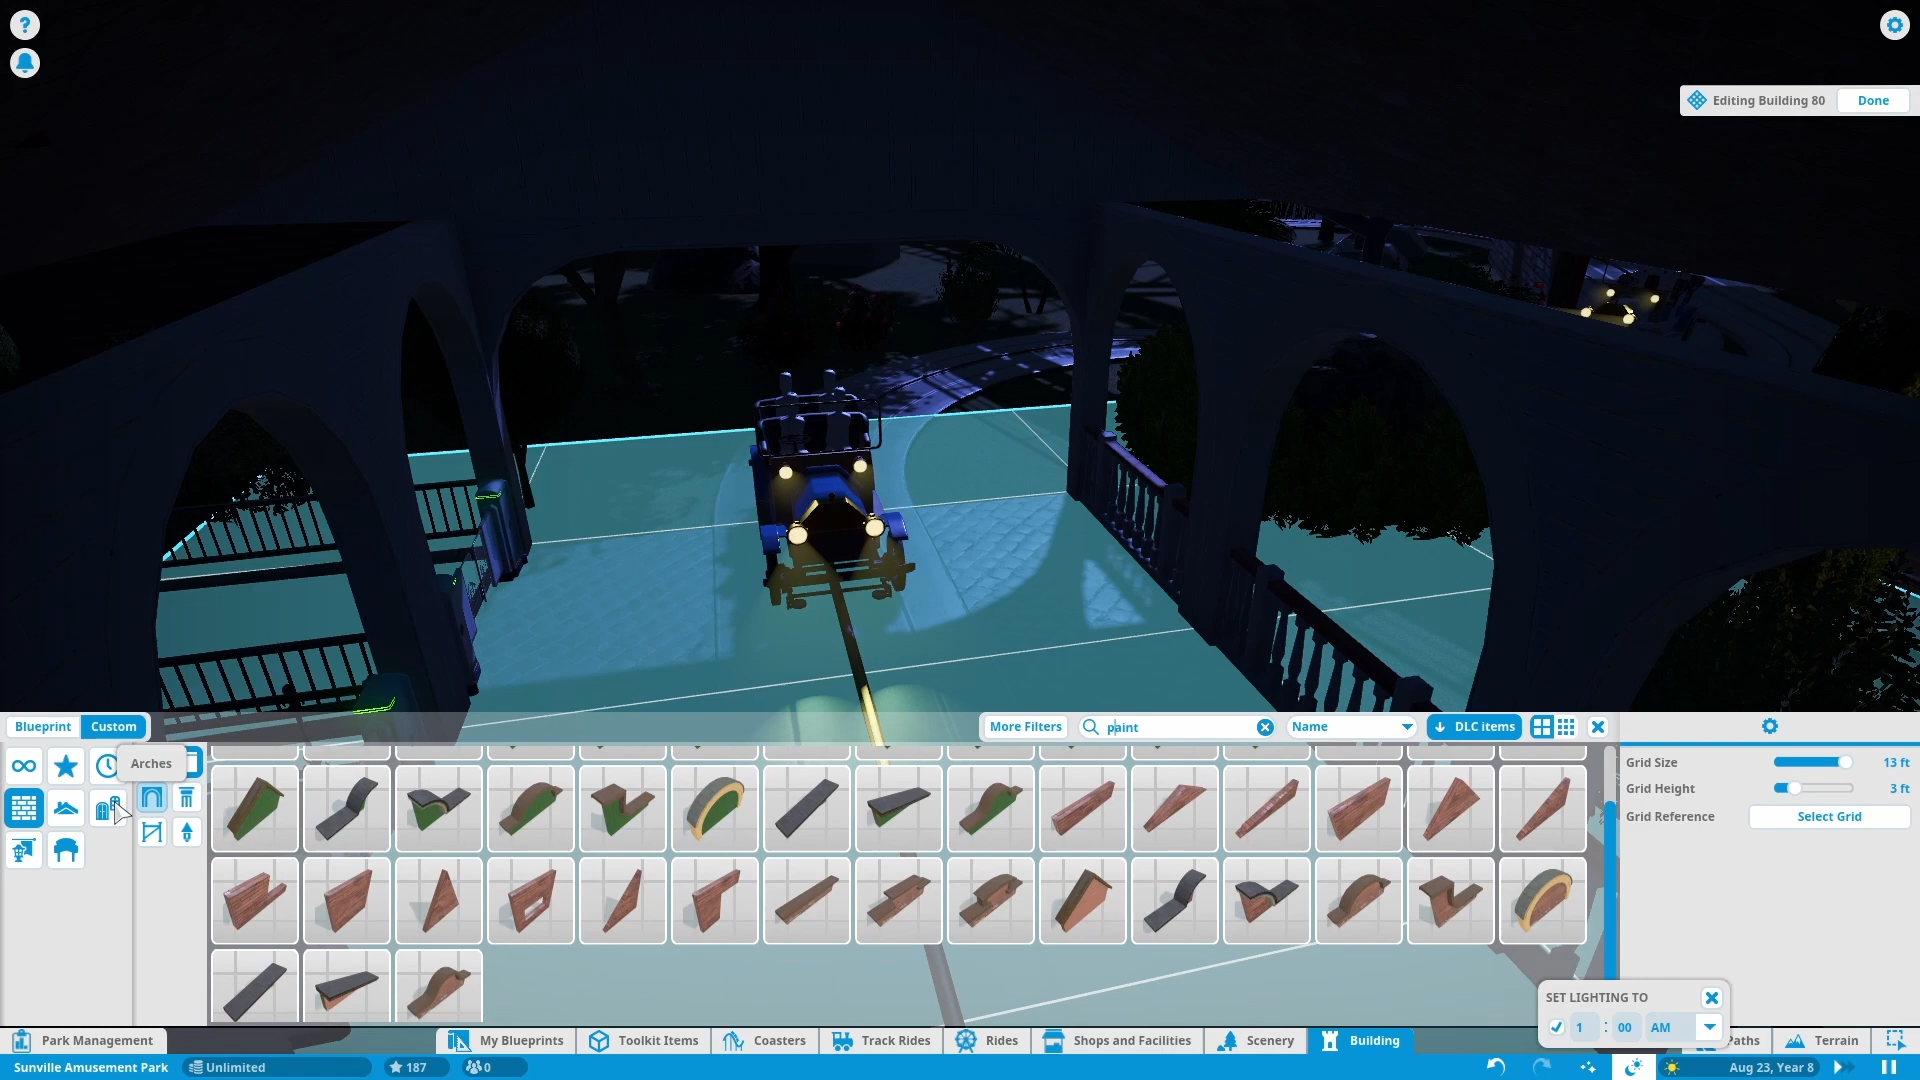 ?
Editing Building 80
Done
Blueprint
Custom
More Filters
paint
Name
DLC items
Arches
Grid Size
13 ft
Grid Height
3 ft
Grid Reference
Select Grid
SET LIGHTING TO
1 : 00 AM
Park Management
My Blueprints
Toolkit Items
Coasters
Track Rides
Rides
Shops and Facilities
Scenery
Building
Paths
Terrain
Sunville Amusement Park
Unlimited
187
0
Aug 23, Year 8